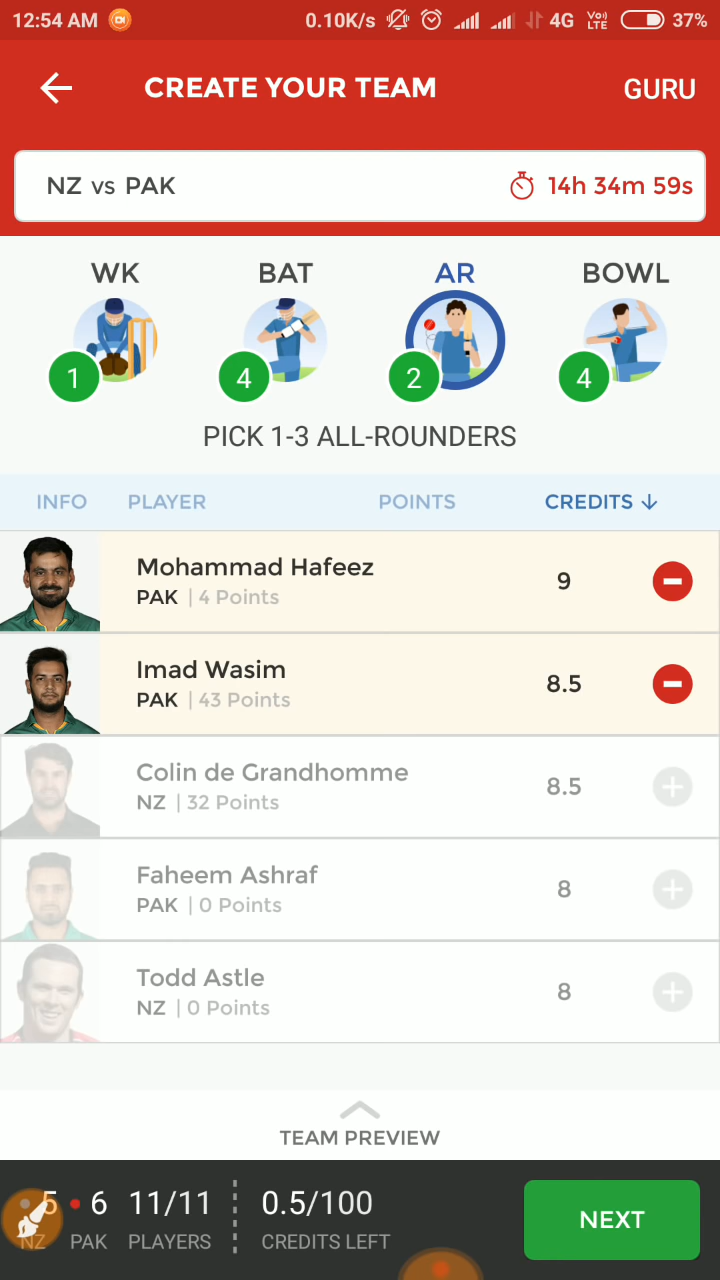 12:54 AM 0.10K/s 4G VoLTE 37%
CREATE YOUR TEAM GURU
NZ vs PAK 14h 34m 59s
WK BAT AR BOWL
1 4 2 4
PICK 1-3 ALL-ROUNDERS
INFO PLAYER POINTS CREDITS ↓
Mohammad Hafeez
PAK | 4 Points 9
Imad Wasim
PAK | 43 Points 8.5
Colin de Grandhomme
NZ | 32 Points 8.5
Faheem Ashraf
PAK | 0 Points 8
Todd Astle
NZ | 0 Points 8
TEAM PREVIEW
5 6 11/11 0.5/100
NZ PAK PLAYERS CREDITS LEFT
NEXT